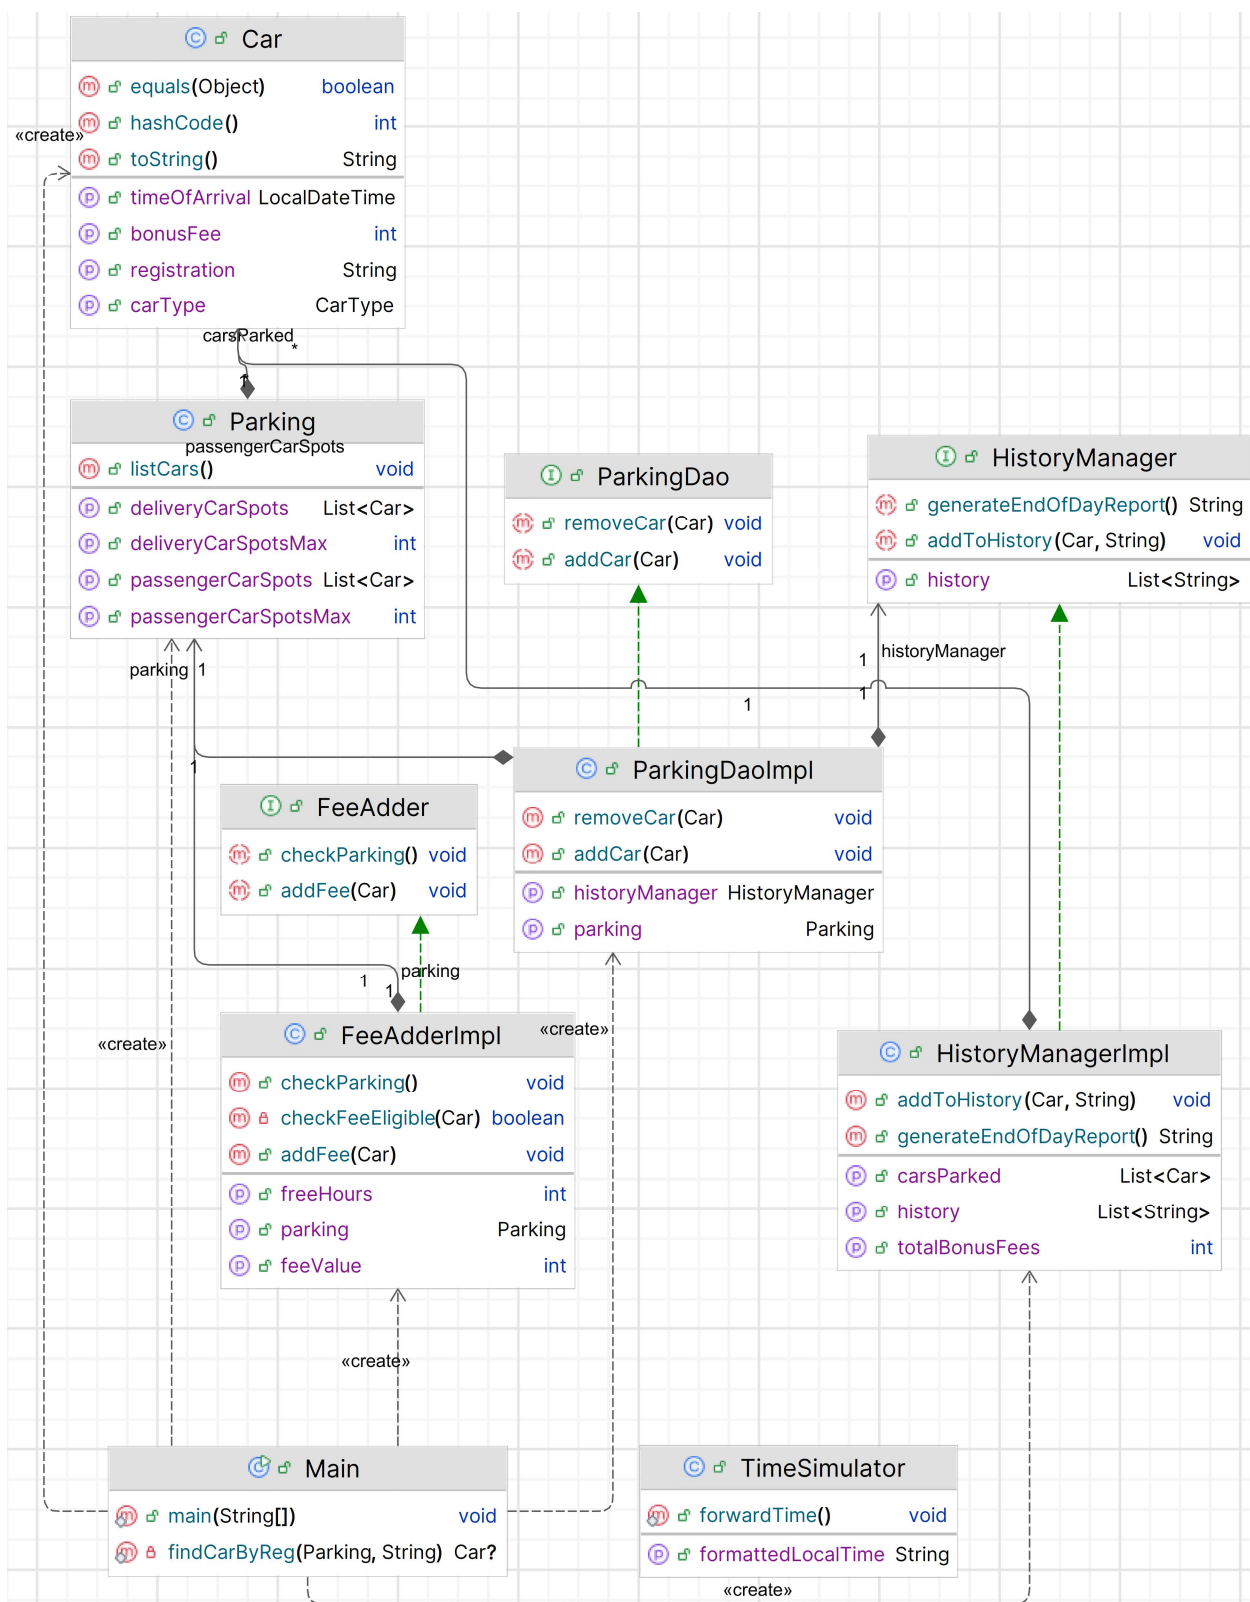 Car
equals(Object) boolean
«create»
hashCode() int
toString() String
timeOfArrival LocalDateTime
bonusFee int
registration String
carType CarType
carsParked
*
1
Parking
passengerCarSpots
listCars() void
deliveryCarSpots List<Car>
deliveryCarSpotsMax int
passengerCarSpots List<Car>
passengerCarSpotsMax int
ParkingDao
removeCar(Car) void
addCar(Car) void
HistoryManager
generateEndOfDayReport() String
addToHistory(Car, String) void
history List<String>
parking 1
1 historyManager
1
1
1
ParkingDaoImpl
removeCar(Car) void
addCar(Car) void
historyManager HistoryManager
parking Parking
FeeAdder
checkParking() void
addFee(Car) void
parking
1
1
«create»
«create»
FeeAdderImpl
checkParking() void
checkFeeEligible(Car) boolean
addFee(Car) void
freeHours int
parking Parking
feeValue int
HistoryManagerImpl
addToHistory(Car, String) void
generateEndOfDayReport() String
carsParked List<Car>
history List<String>
totalBonusFees int
«create»
Main
main(String[]) void
findCarByReg(Parking, String) Car?
TimeSimulator
forwardTime() void
formattedLocalTime String
«create»